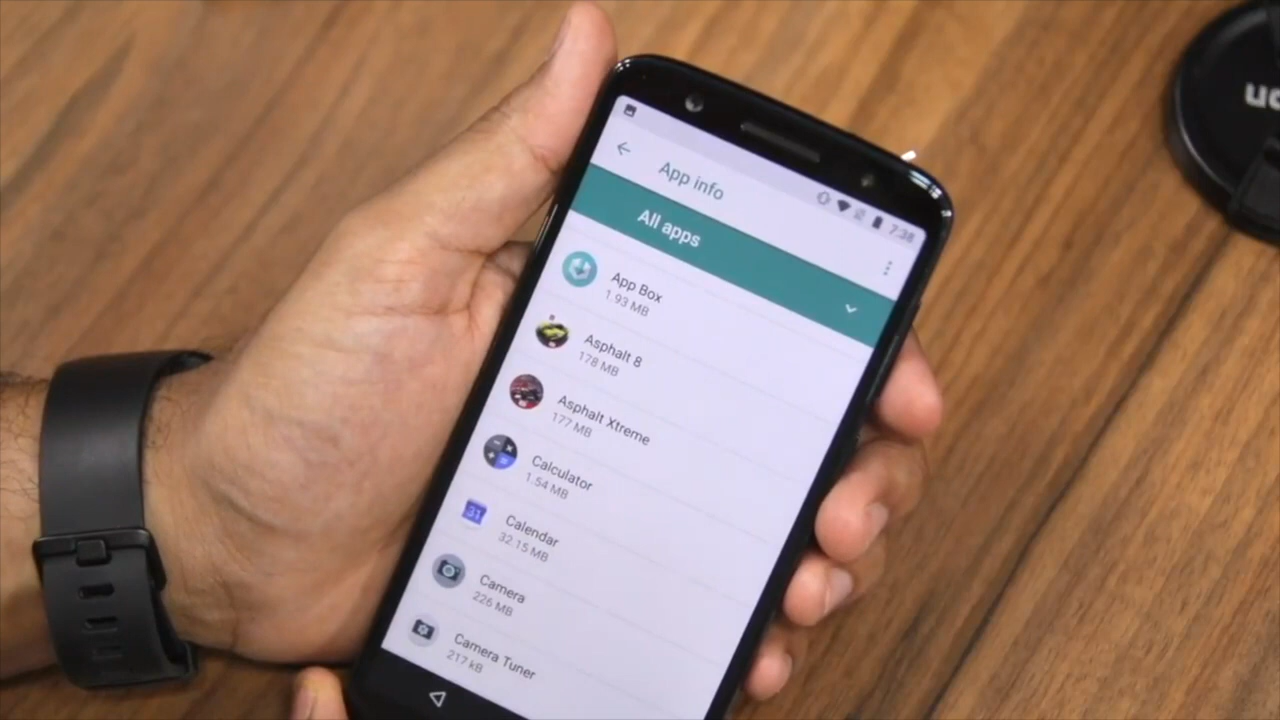 7:38
App info
All apps
App Box
1.93 MB
Asphalt 8
178 MB
Asphalt Xtreme
177 MB
Calculator
1.54 MB
31
Calendar
32.15 MB
Camera
226 MB
Camera Tuner
217 kB